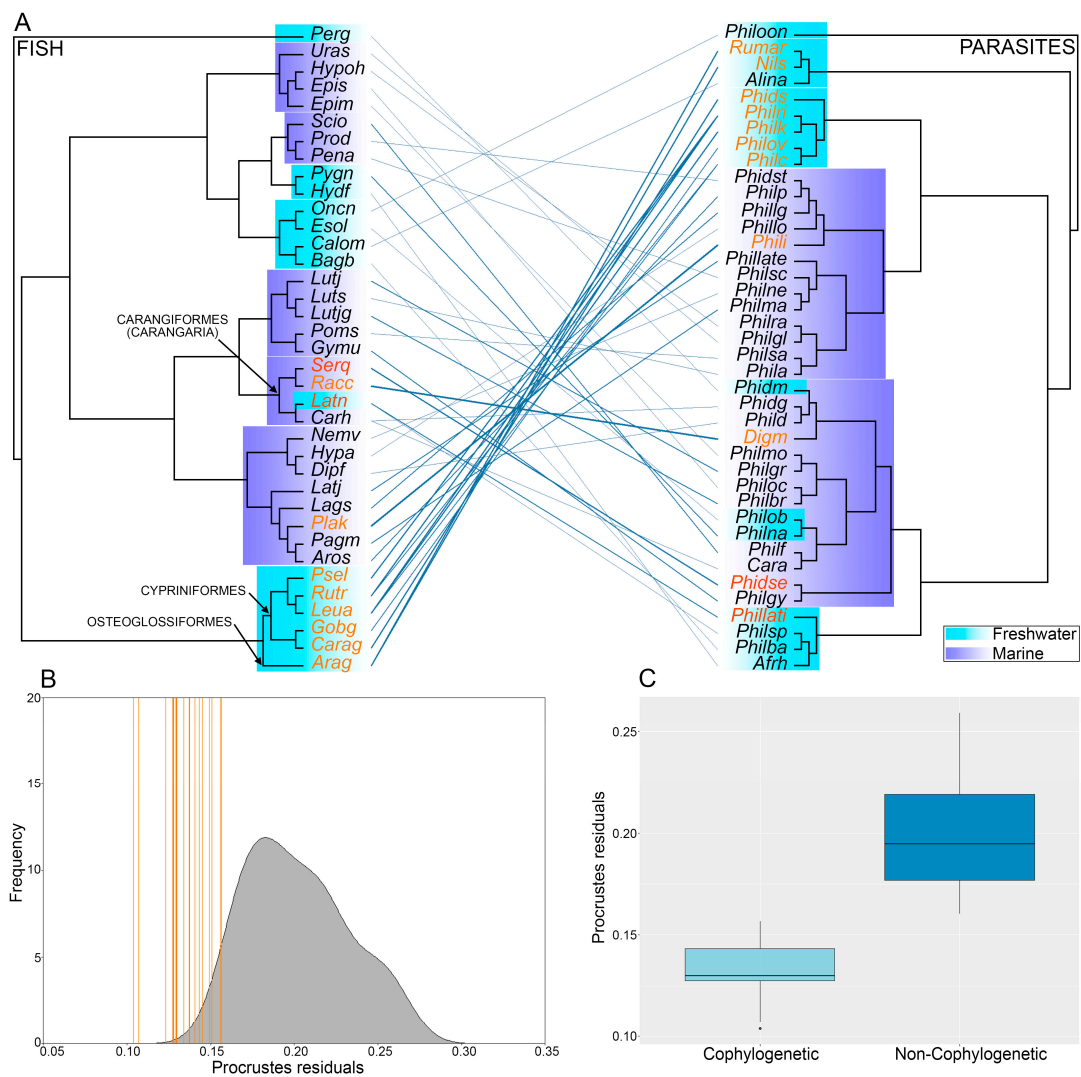 A
FISH
PARASITES
Perg
Uras
Hypoh
Epis
Epim
Scio
Prod
Pena
Pygn
Hydf
Oncn
Esol
Calom
Bagb
Lutj
Luts
Lutjg
Poms
Gymu
CARANGIFORMES
(CARANGARIA)
Serq
Racc
Latn
Carh
Nemv
Hypa
Dipf
Latj
Lags
Plak
Pagm
Aros
CYPRINIFORMES
Psel
Rutr
Leua
OSTEOGLOSSIFORMES
Gobg
Carag
Arag
Philoon
Rumar
Nils
Alina
Phids
Philn
Philk
Philov
Philc
Phidst
Philp
Phillg
Phillo
Phili
Phillate
Philsc
Philne
Philma
Philra
Philgl
Philsa
Phila
Phidm
Phidg
Phild
Digm
Philmo
Philgr
Philoc
Philbr
Philob
Philna
Philf
Cara
Phidse
Philgy
Phillati
Philsp
Philba
Afrh
Freshwater
Marine
B
20
15
10
5
0
Frequency
0.05
0.10
0.15
0.20
0.25
0.30
0.35
Procrustes residuals
C
0.25
0.20
0.15
0.10
Procrustes residuals
Cophylogenetic
Non-Cophylogenetic